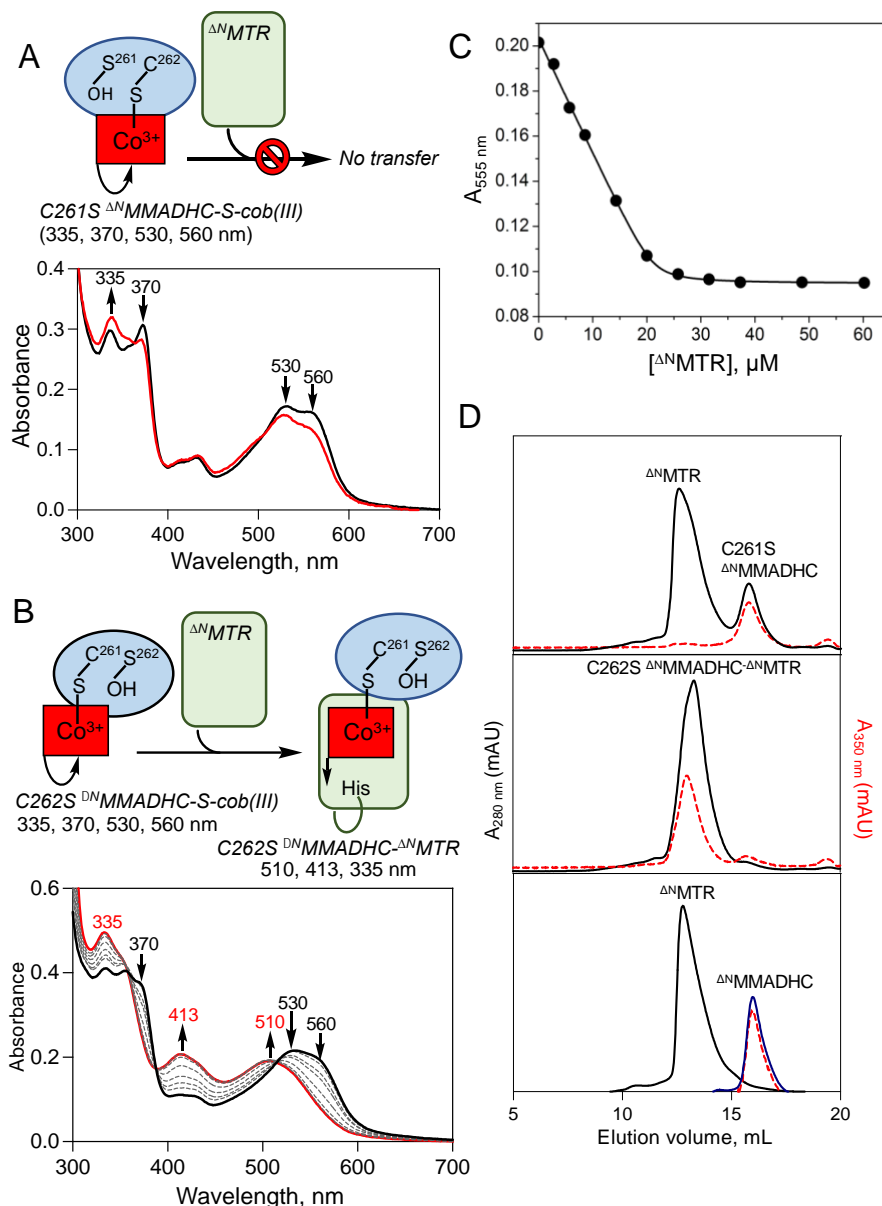 A
ΔNMTR
S261 C262
OH S
Co3+
No transfer
C261S ΔNMMADHC-S-cob(III)
(335, 370, 530, 560 nm)
0.4
0.3
0.2
0.1
0.0
Absorbance
335 370
530 560
300 400 500 600 700
Wavelength, nm
B
ΔNMTR
C261 S262
S OH
Co3+
C262S DNMMADHC-S-cob(III)
335, 370, 530, 560 nm
C261 S262
S OH
Co3+
His
C262S DNMMADHC-ΔNMTR
510, 413, 335 nm
0.6
0.4
0.2
0.0
Absorbance
335
370
413
510
530
560
300 400 500 600 700
Wavelength, nm
C
0.20
0.18
0.16
0.14
0.12
0.10
0.08
A555 nm
0 10 20 30 40 50 60
[ΔNMTR], µM
D
ΔNMTR
C261S
ΔNMMADHC
C262S ΔNMMADHC-ΔNMTR
ΔNMTR
ΔNMMADHC
A280 nm (mAU)
A350 nm (mAU)
5 10 15 20
Elution volume, mL